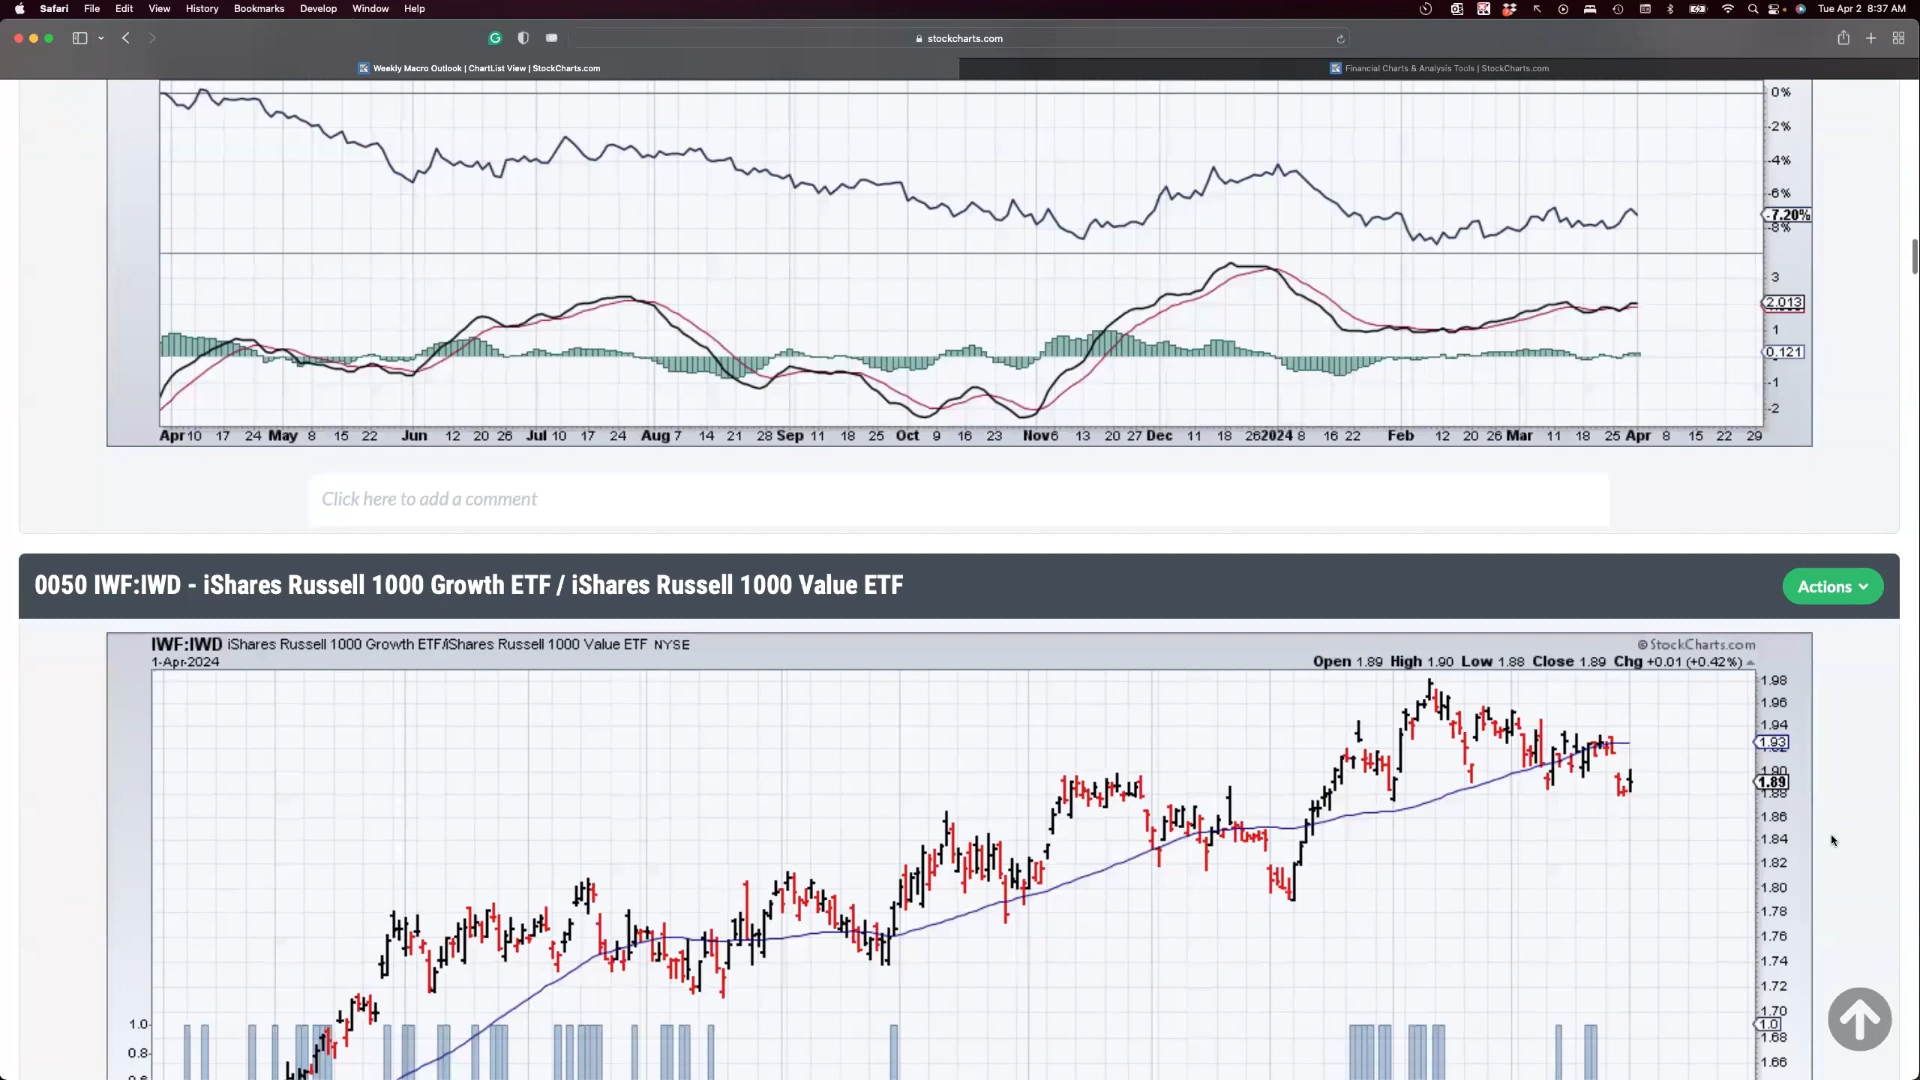 Safari File Edit View History Bookmarks Develop Window Help Tue Apr 2 8:37 AM
stockcharts.com
Weekly Macro Outlook | ChartList View | StockCharts.com Financial Charts & Analysis Tools | StockCharts.com
0%
-2%
-4%
-6%
-7.20%
-8%
3
2.013
1
0.121
-1
-2
Apr 10 17 24 May 8 15 22 Jun 12 20 26 Jul 10 17 24 Aug 7 14 21 28 Sep 11 18 25 Oct 9 16 23 Nov 6 13 20 27 Dec 11 18 26 2024 8 16 22 Feb 12 20 26 Mar 11 18 25 Apr 8 15 22 29
Click here to add a comment
0050 IWF:IWD - iShares Russell 1000 Growth ETF / iShares Russell 1000 Value ETF
Actions
IWF:IWD iShares Russell 1000 Growth ETF/iShares Russell 1000 Value ETF NYSE
© StockCharts.com
1-Apr-2024
Open 1.89 High 1.90 Low 1.88 Close 1.89 Chg +0.01 (+0.42%)
1.98
1.96
1.94
1.93
1.90
1.89
1.88
1.86
1.84
1.82
1.80
1.78
1.76
1.74
1.72
1.70
1.0 1.0
1.68
0.8
1.66